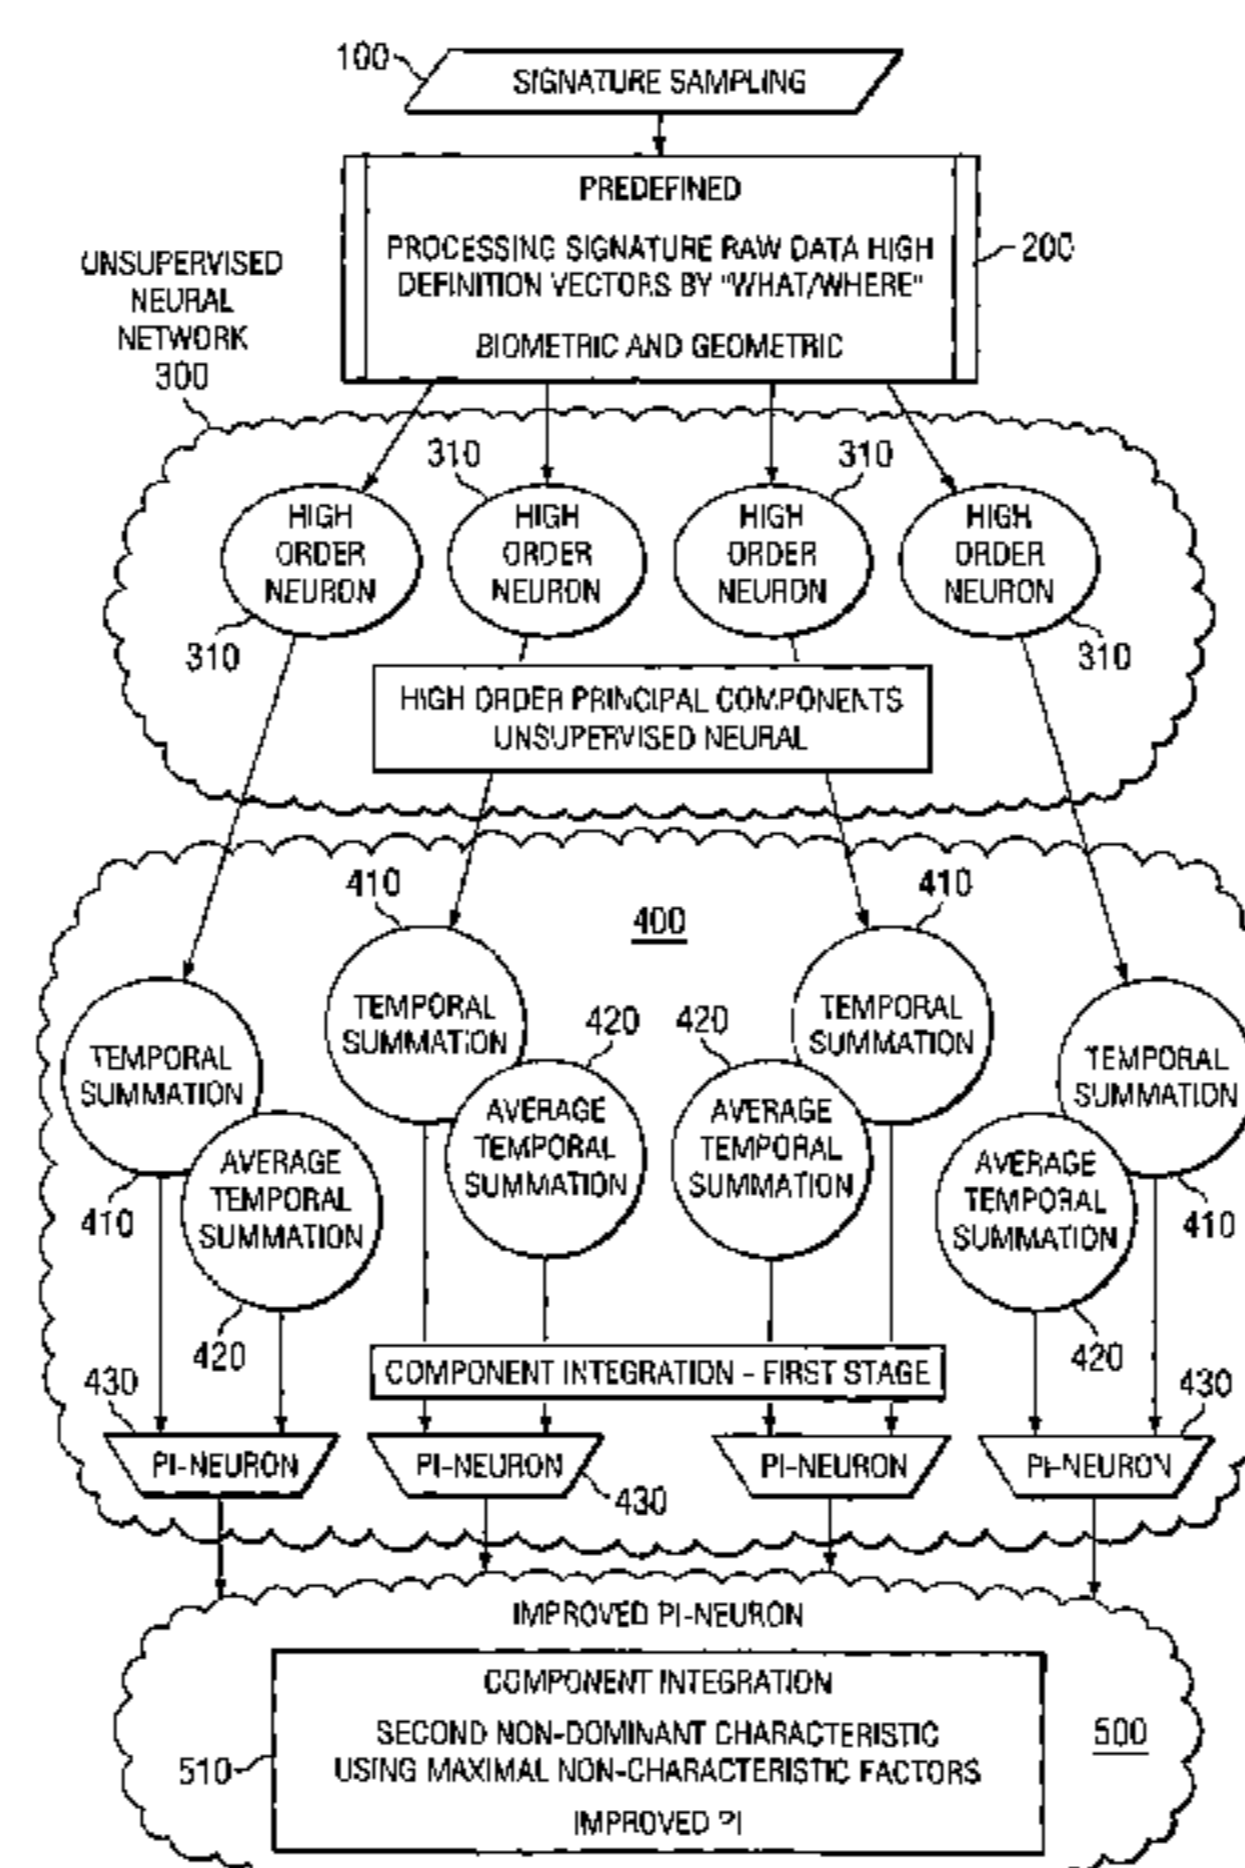 100
SIGNATURE SAMPLING
PREDEFINED
PROCESSING SIGNATURE RAW DATA HIGH
DEFINITION VECTORS BY "WHAT/WHERE"
BIOMETRIC AND GEOMETRIC
200
UNSUPERVISED
NEURAL
NETWORK
300
310
310
HIGH
ORDER
NEURON
HIGH
ORDER
NEURON
HIGH
ORDER
NEURON
HIGH
ORDER
NEURON
310
310
HIGH ORDER PRINCIPAL COMPONENTS
UNSUPERVISED NEURAL
410
400
410
TEMPORAL
SUMMATION
TEMPORAL
SUMMATION
TEMPORAL
SUMMATION
TEMPORAL
SUMMATION
420
420
AVERAGE
TEMPORAL
SUMMATION
AVERAGE
TEMPORAL
SUMMATION
AVERAGE
TEMPORAL
SUMMATION
AVERAGE
TEMPORAL
SUMMATION
410
410
420
420
COMPONENT INTEGRATION - FIRST STAGE
430
430
PI-NEURON
PI-NEURON
PI-NEURON
PI-NEURON
430
IMPROVED PI-NEURON
COMPONENT INTEGRATION
SECOND NON-DOMINANT CHARACTERISTIC
USING MAXIMAL NON-CHARACTERISTIC FACTORS
IMPROVED PI
510
500